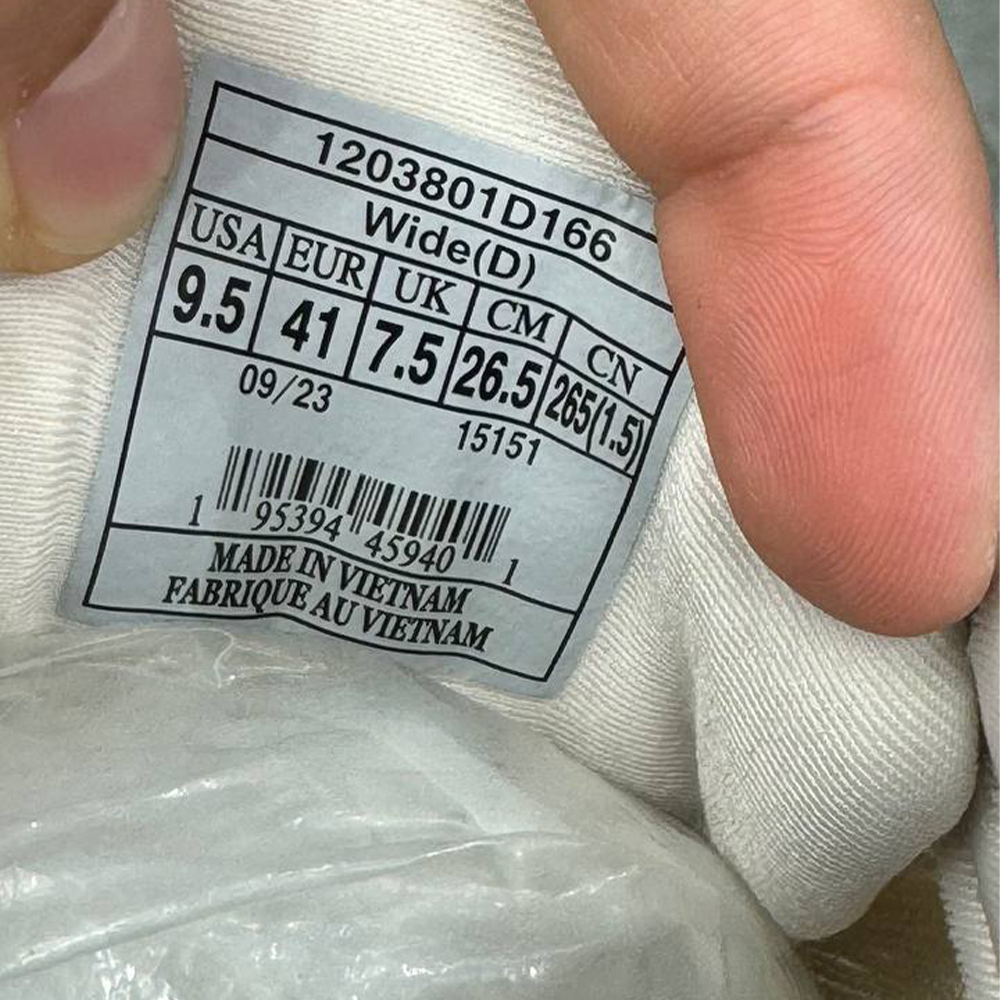 1203801D166
Wide(D)
USA EUR UK CM CN
9.5 41 7.5 26.5 265(1.5)
09/23
15151
1 95394 45940 1
MADE IN VIETNAM
FABRIQUE AU VIETNAM